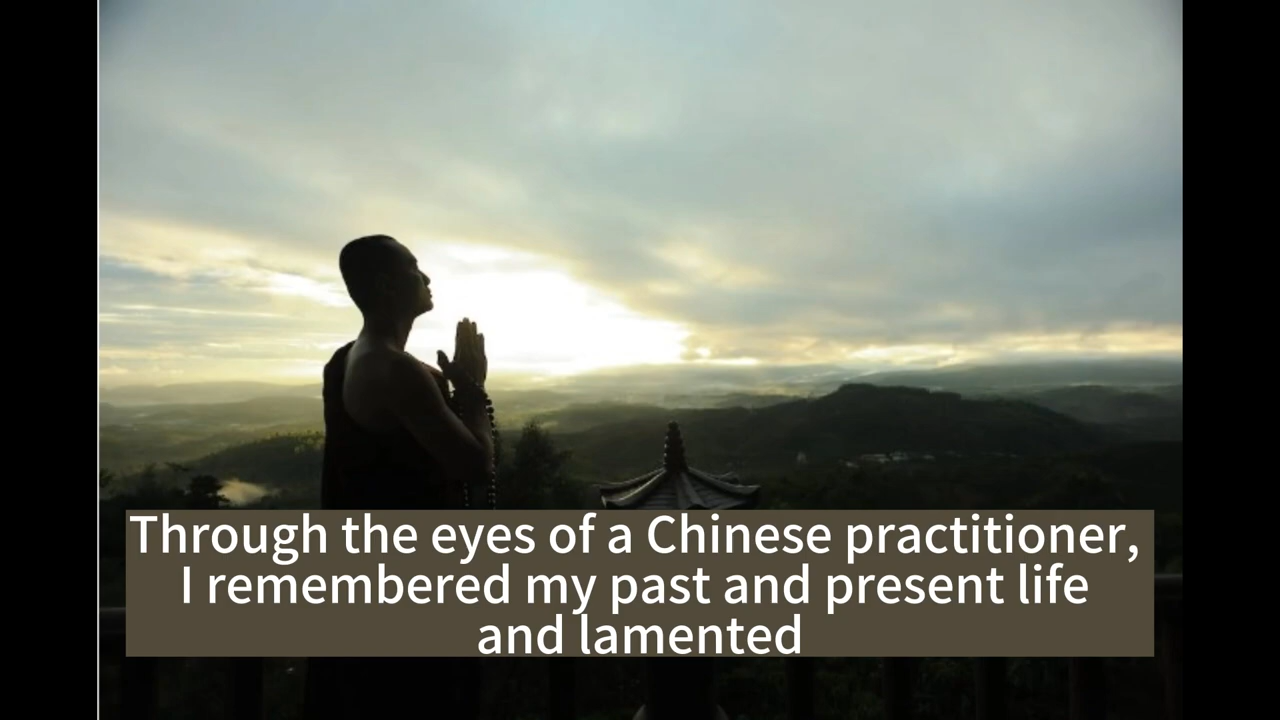 Through the eyes of a Chinese practitioner,
I remembered my past and present life
and lamented